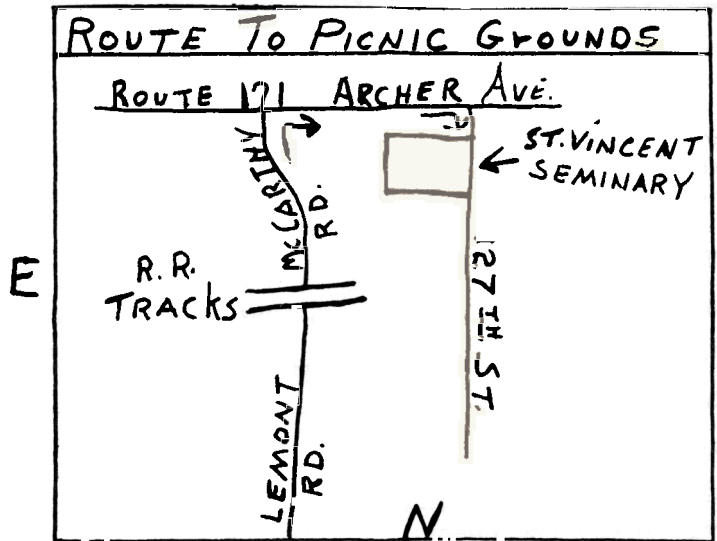 ROUTE TO PICNIC GROUNDS
ROUTE 171 ARCHER AVE.
ST. VINCENT
SEMINARY
McCARTHY
RD.
E
R.R.
TRACKS
127TH ST.
LEMONT
RD.
N